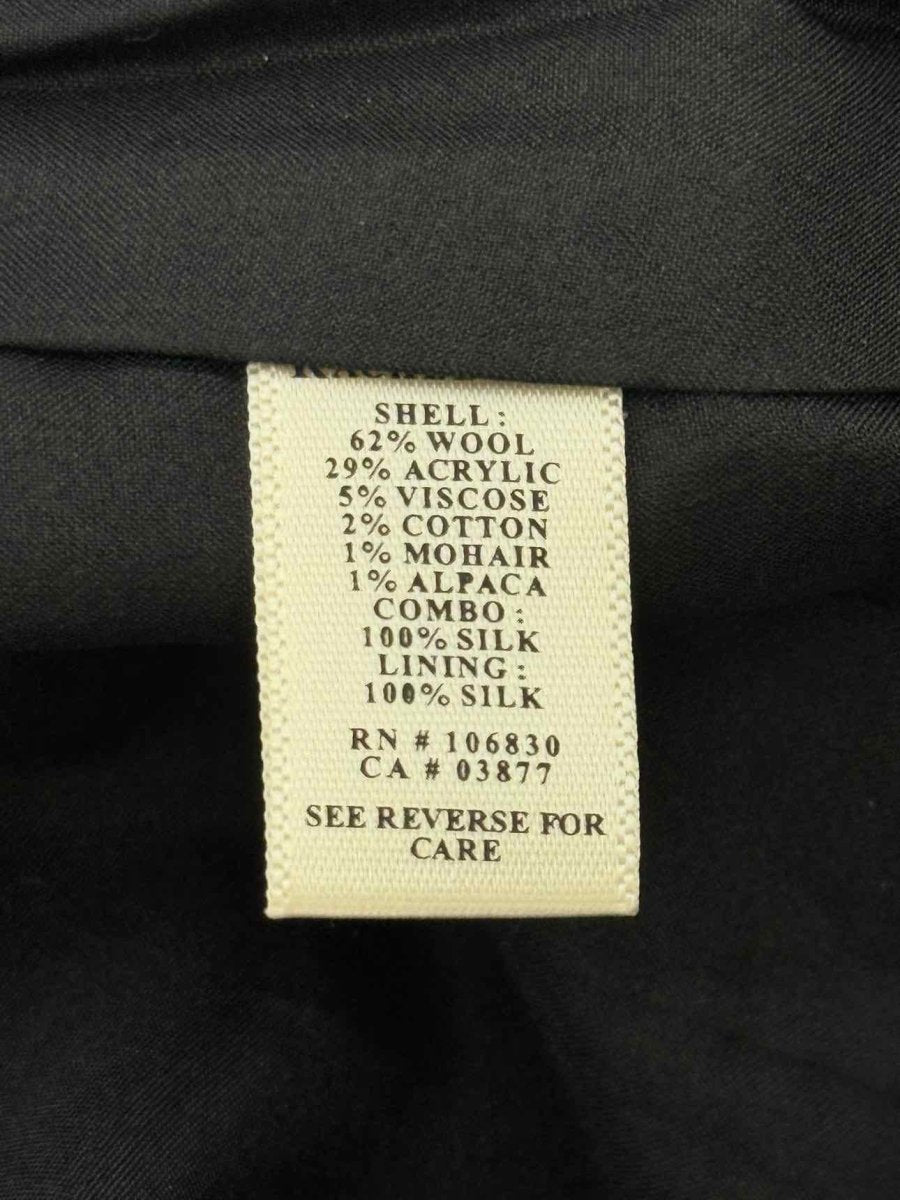 SHELL:
62% WOOL
29% ACRYLIC
5% VISCOSE
2% COTTON
1% MOHAIR
1% ALPACA
COMBO:
100% SILK
LINING:
100% SILK
RN # 106830
CA # 03877
SEE REVERSE FOR
CARE